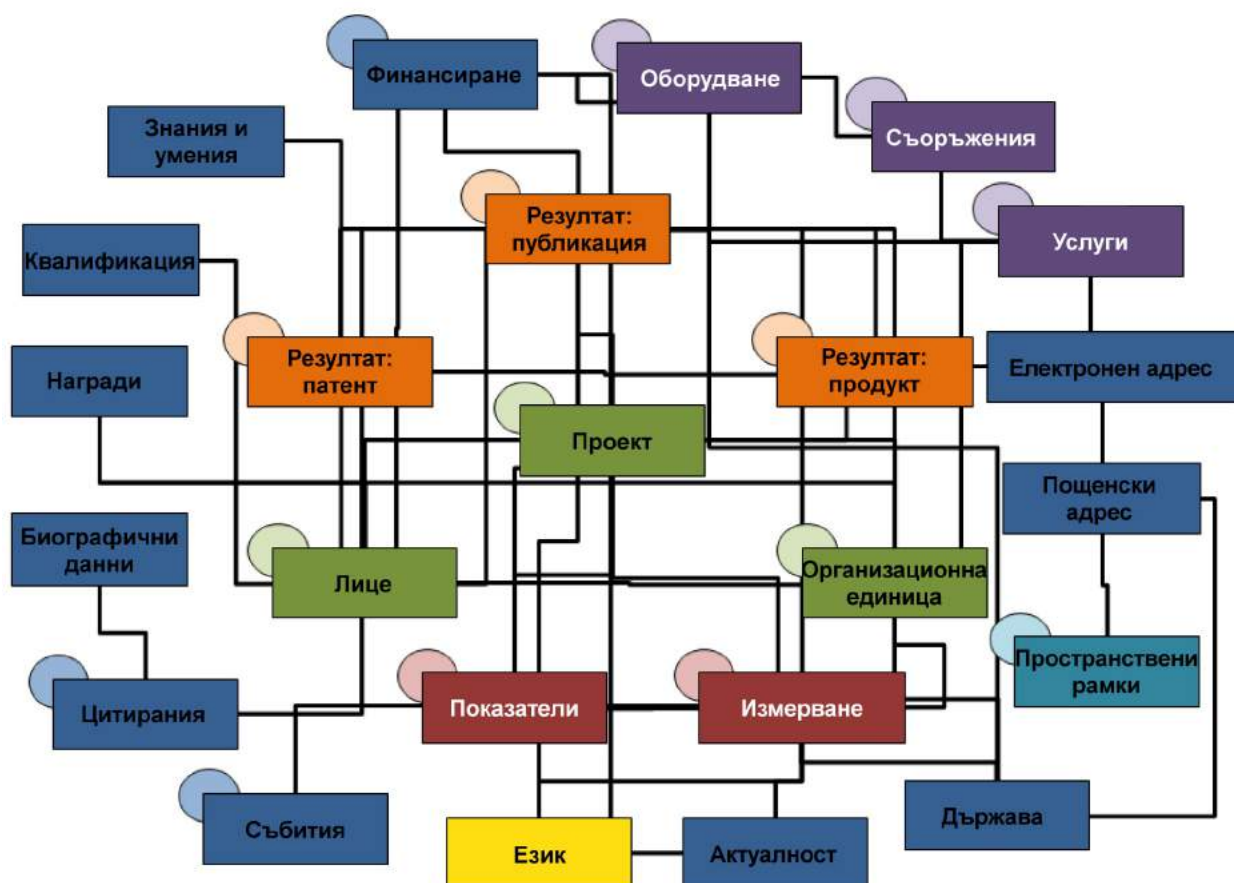 Финансиране
Оборудване
Знания и
умения
Съоръжения
Резултат:
публикация
Квалификация
Услуги
Награди
Резултат:
патент
Резултат:
продукт
Електронен адрес
Проект
Пощенски
адрес
Биографични
данни
Лице
Организационна
единица
Пространствени
рамки
Цитирания
Показатели
Измерване
Събития
Държава
Език
Актуалност